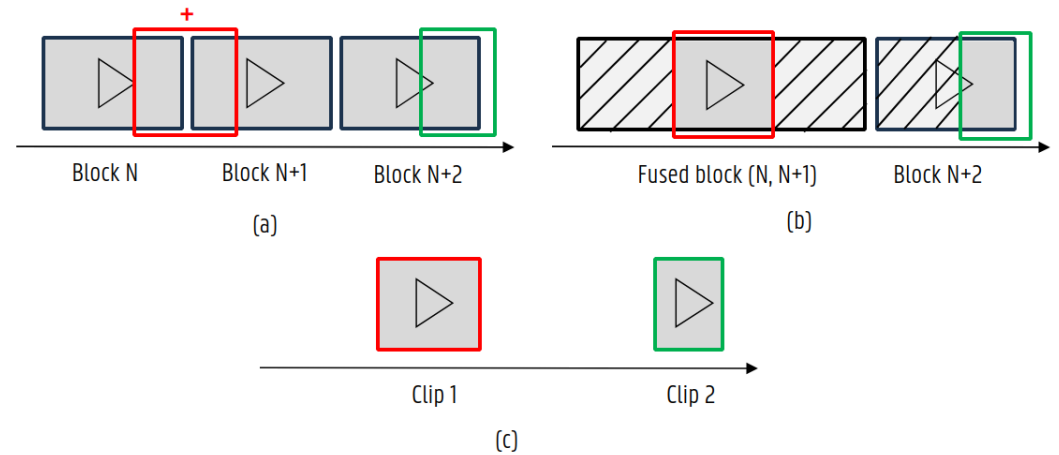 +
Block N Block N+1 Block N+2
(a)
Fused block (N, N+1) Block N+2
(b)
Clip 1 Clip 2
(c)